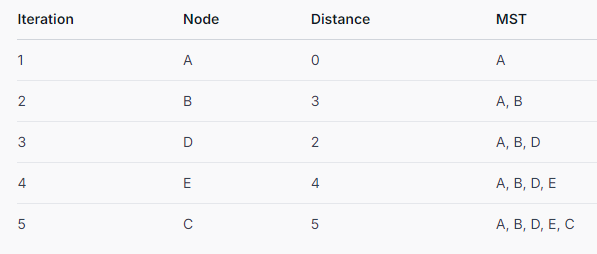 Iteration Node Distance MST
1 A 0 A
2 B 3 A, B
3 D 2 A, B, D
4 E 4 A, B, D, E
5 C 5 A, B, D, E, C